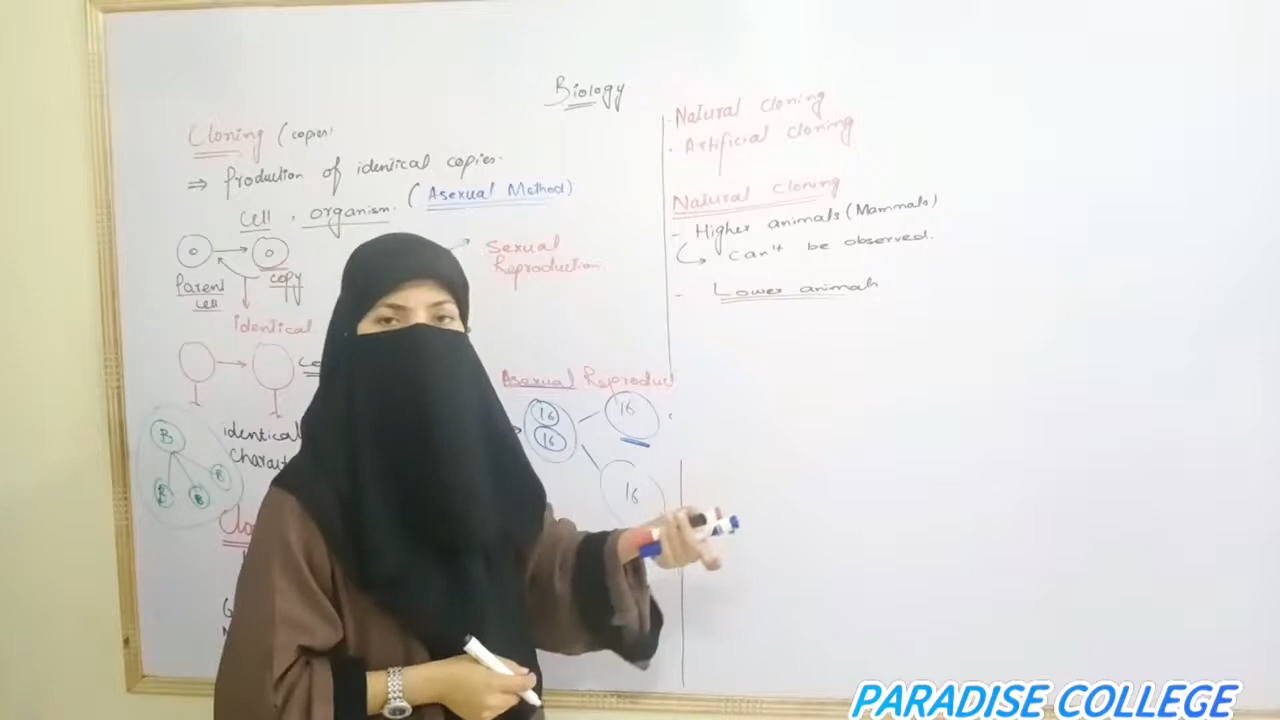 Biology
Cloning (copies)
⇒ Production of identical copies.
Cell, organism. (Asexual Method)
Parent cell
copy
identical
Sexual
Reproduction
identical
B
Asexual Reproduct
16
16
16
16
Natural cloning
Artificial cloning
Natural cloning
- Higher animals (Mammals)
can't be observed.
- Lower animals
PARADISE COLLEGE